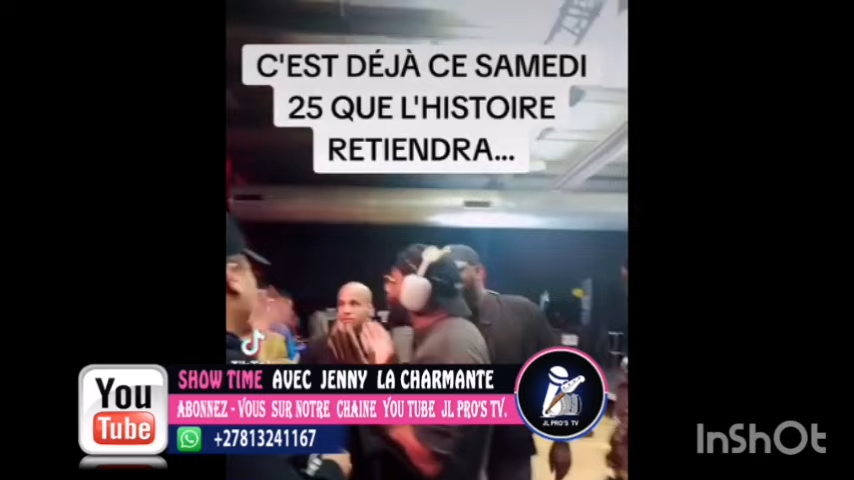 C'EST DÉJÀ CE SAMEDI
25 QUE L'HISTOIRE
RETIENDRA...
You
Tube
SHOW TIME AVEC JENNY LA CHARMANTE
ABONNEZ - VOUS SUR NOTRE CHAINE YOU TUBE JL PRO'S TV.
+27813241167
JL PRO'S TV
InShOt